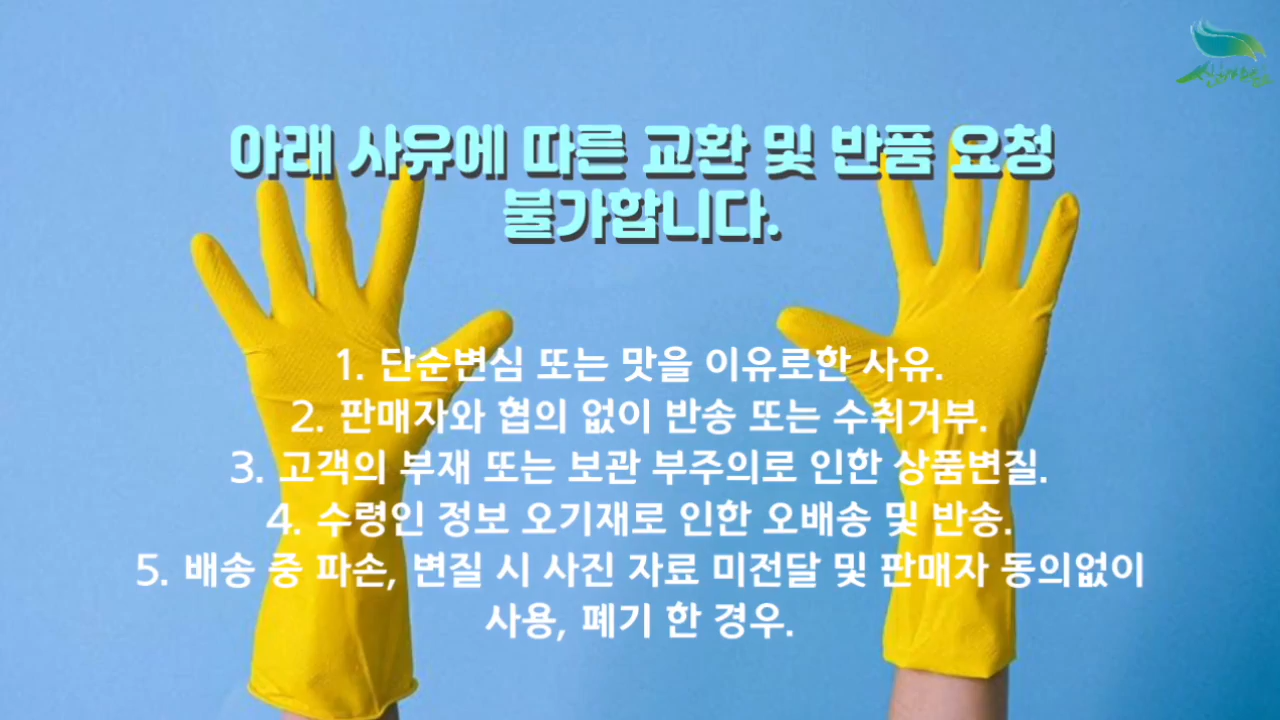 아래 사유에 따른 교환 및 반품 요청
불가합니다.
1. 단순변심 또는 맛을 이유로한 사유.
2. 판매자와 협의 없이 반송 또는 수취거부.
3. 고객의 부재 또는 보관 부주의로 인한 상품변질.
4. 수령인 정보 오기재로 인한 오배송 및 반송.
5. 배송 중 파손, 변질 시 사진 자료 미전달 및 판매자 동의없이
사용, 폐기 한 경우.